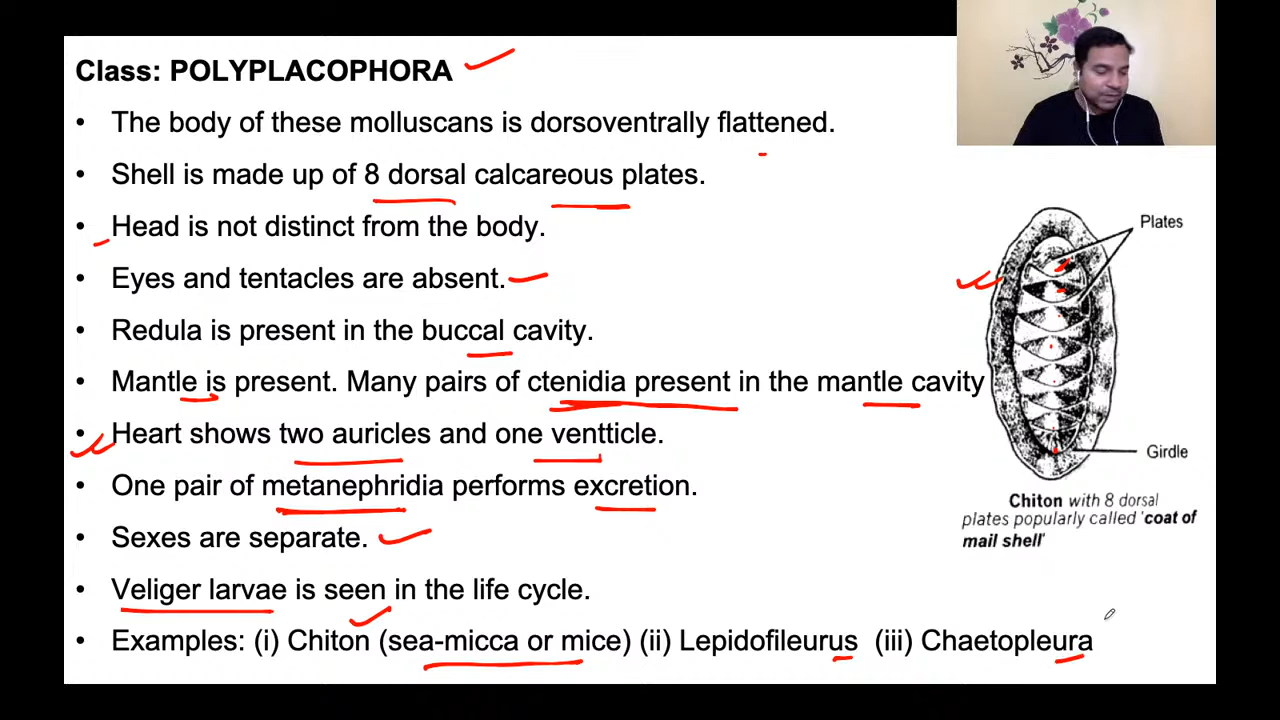 Class: POLYPLACOPHORA
• The body of these molluscans is dorsoventrally flattened.
• Shell is made up of 8 dorsal calcareous plates.
• Head is not distinct from the body.
• Eyes and tentacles are absent.
• Redula is present in the buccal cavity.
• Mantle is present. Many pairs of ctenidia present in the mantle cavity
• Heart shows two auricles and one ventticle.
• One pair of metanephridia performs excretion.
• Sexes are separate.
• Veliger larvae is seen in the life cycle.
• Examples: (i) Chiton (sea-micca or mice) (ii) Lepidofileurus (iii) Chaetopleura
Plates
Girdle
Chiton with 8 dorsal
plates popularly called 'coat of
mail shell'